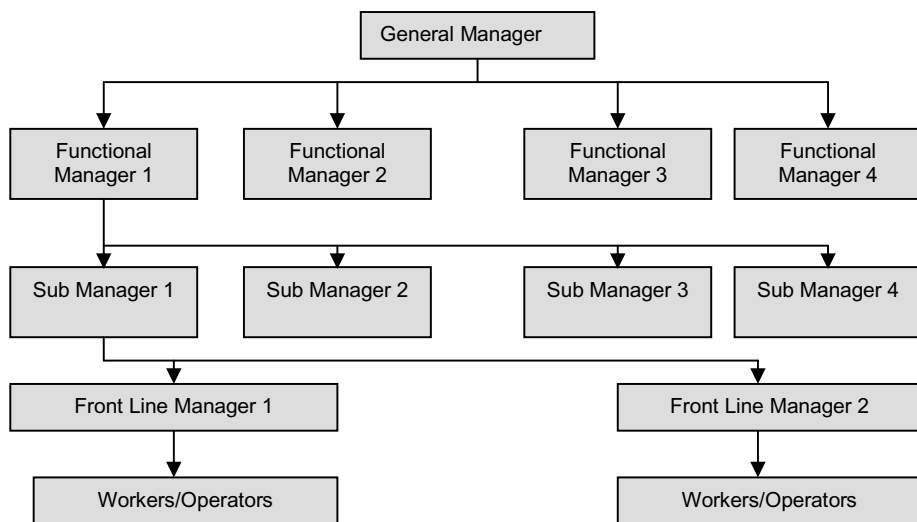 General Manager
Functional
Manager 1
Functional
Manager 2
Functional
Manager 3
Functional
Manager 4
Sub Manager 1
Sub Manager 2
Sub Manager 3
Sub Manager 4
Front Line Manager 1
Front Line Manager 2
Workers/Operators
Workers/Operators